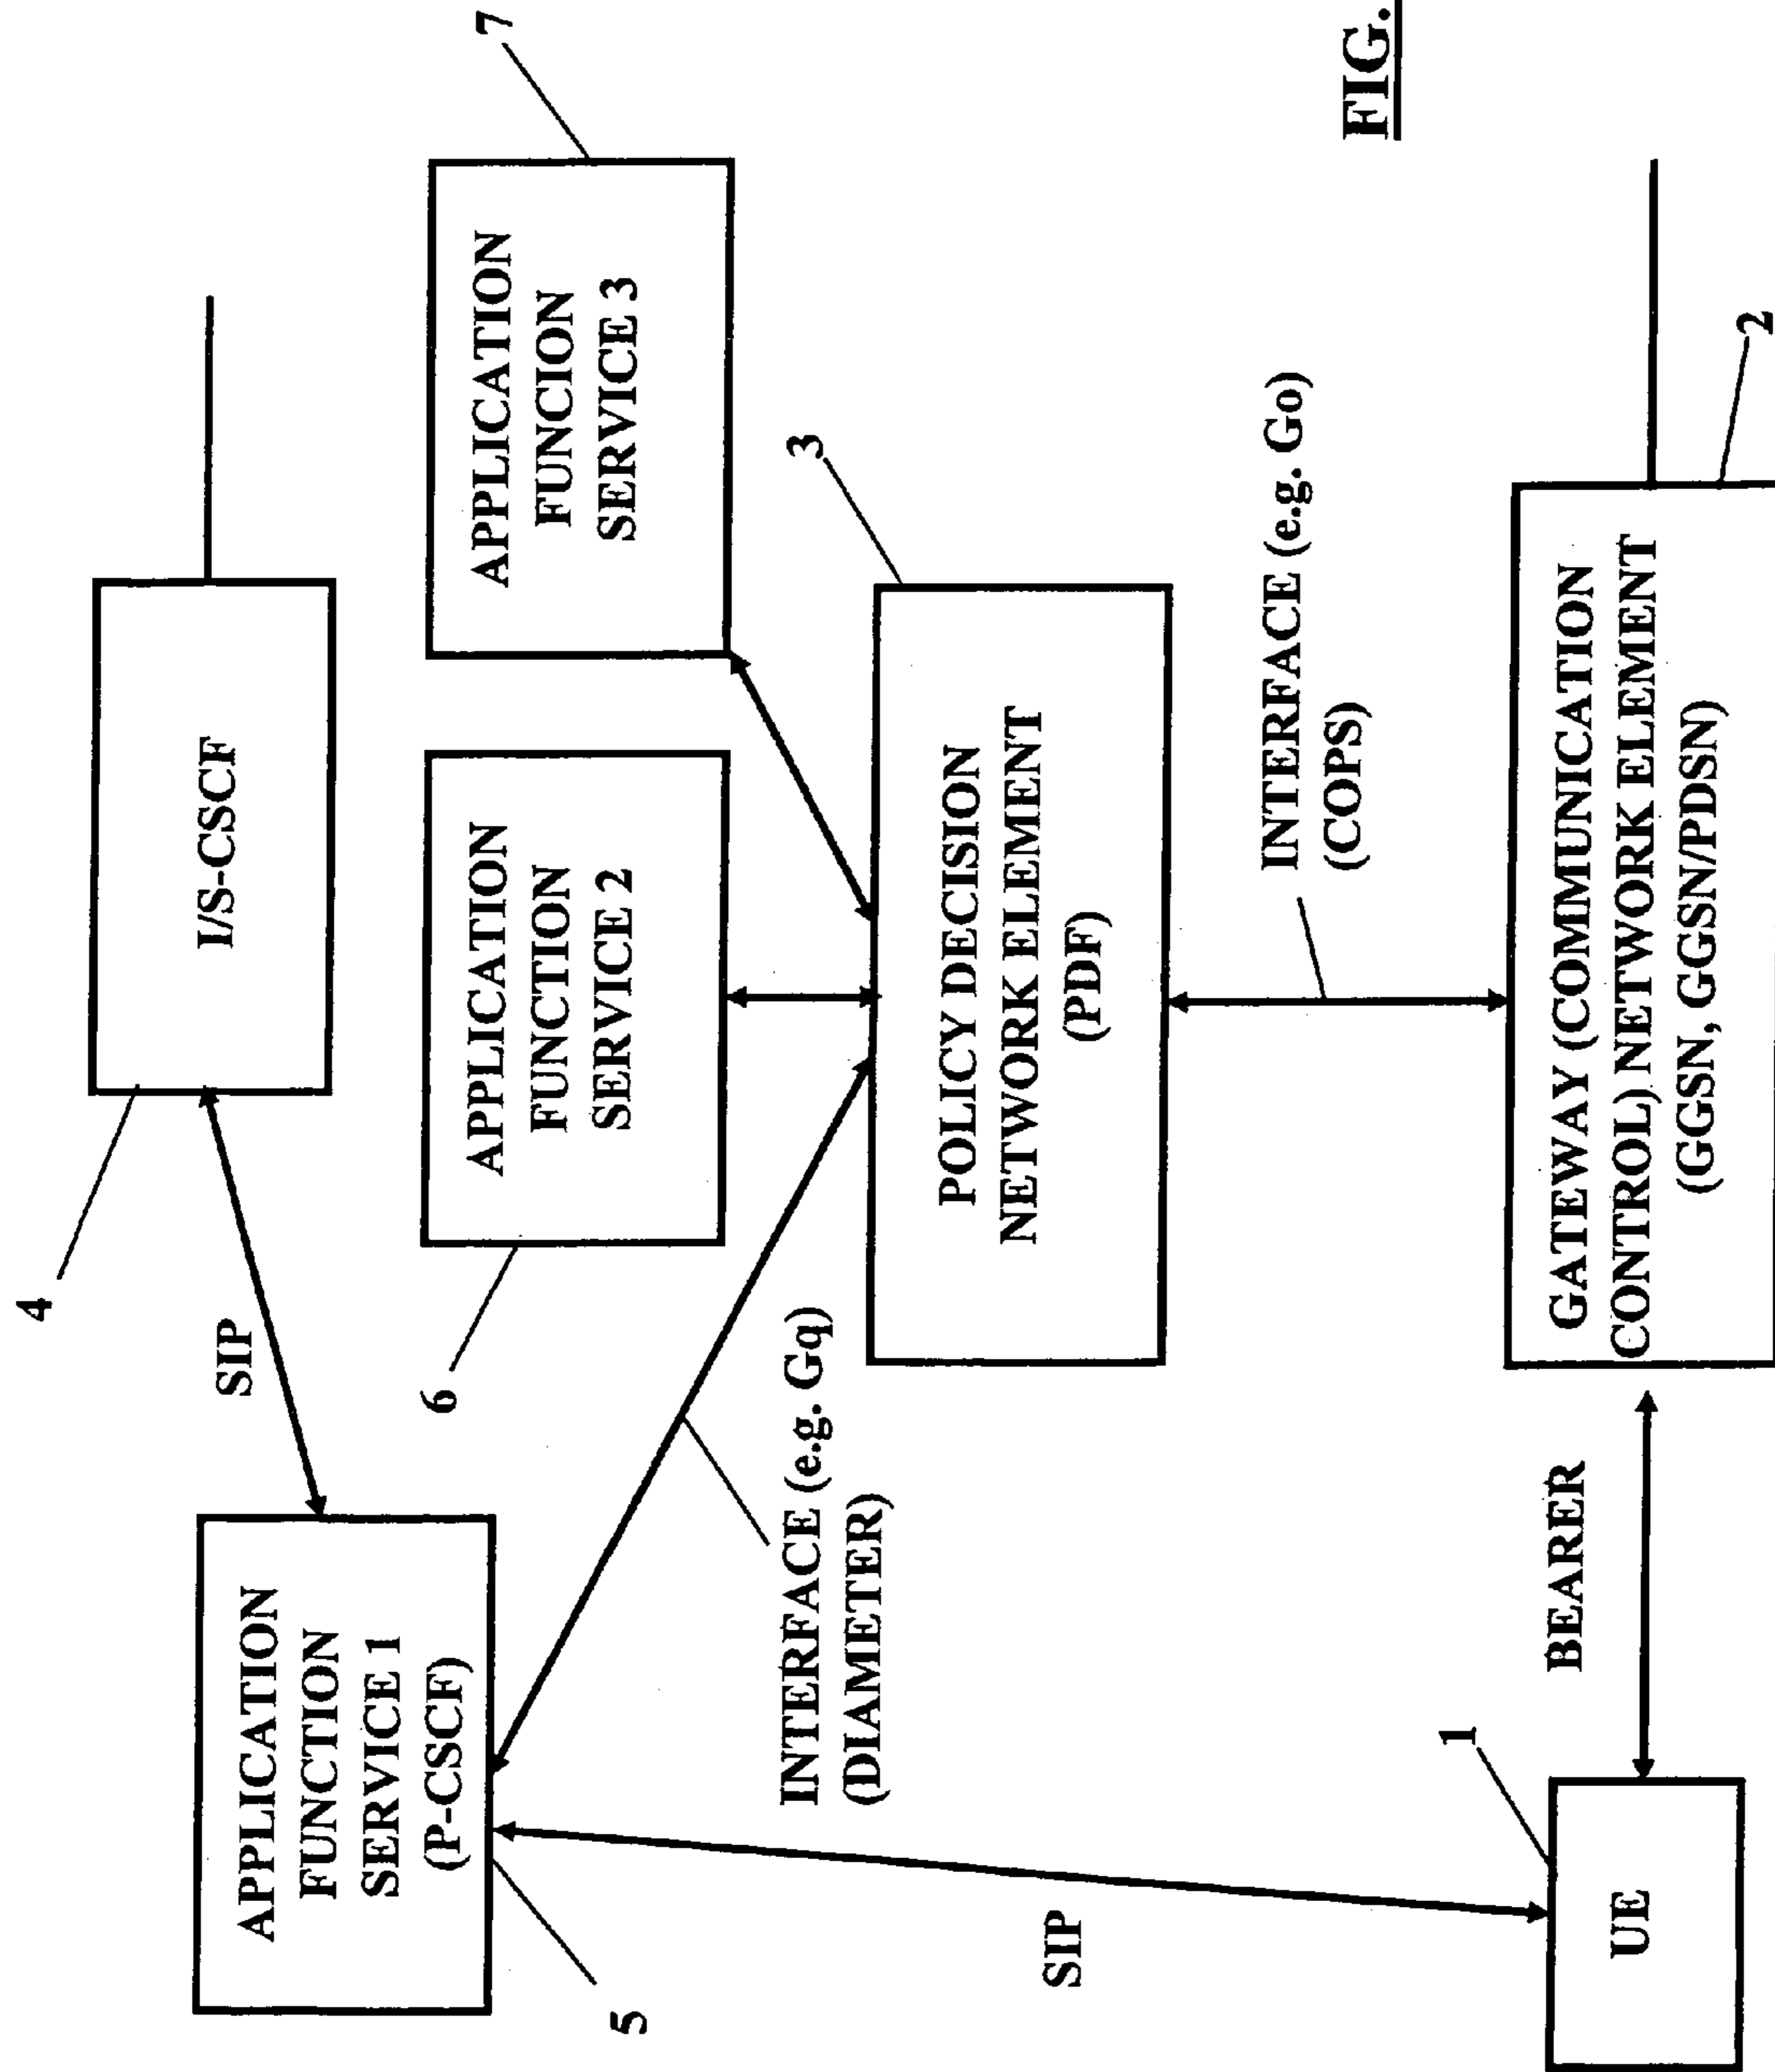 4
I/S-CSCF
SIP
APPLICATION
FUNCTION
SERVICE 1
(P-CSCF)
5
6
APPLICATION
FUNCTION
SERVICE 2
7
APPLICATION
FUNCION
SERVICE 3
INTERFACE (e.g. Gq)
(DIAMETER)
3
POLICY DECISION
NETWORK ELEMENT
(PDF)
SIP
INTERFACE (e.g. Go)
(COPS)
1
UE
BEARER
GATEWAY (COMMUNICATION
CONTROL) NETWORK ELEMENT
(GGSN, GGSN/PDSN)
2
FIG.